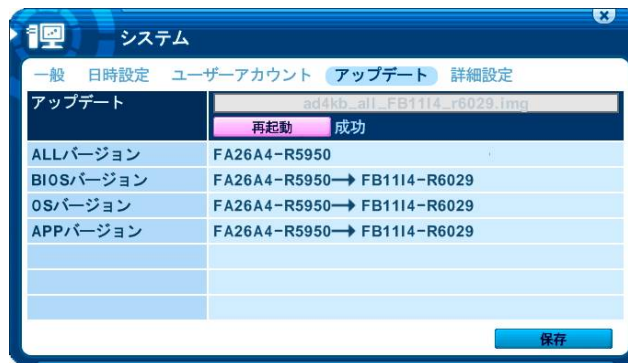 システム
一般 日時設定 ユーザーアカウント アップデート 詳細設定
アップデート ad4kb_all_FB11I4_r6029.img
再起動 成功
ALLバージョン FA26A4-R5950
BIOSバージョン FA26A4-R5950→ FB11I4-R6029
OSバージョン FA26A4-R5950→ FB11I4-R6029
APPバージョン FA26A4-R5950→ FB11I4-R6029
保存